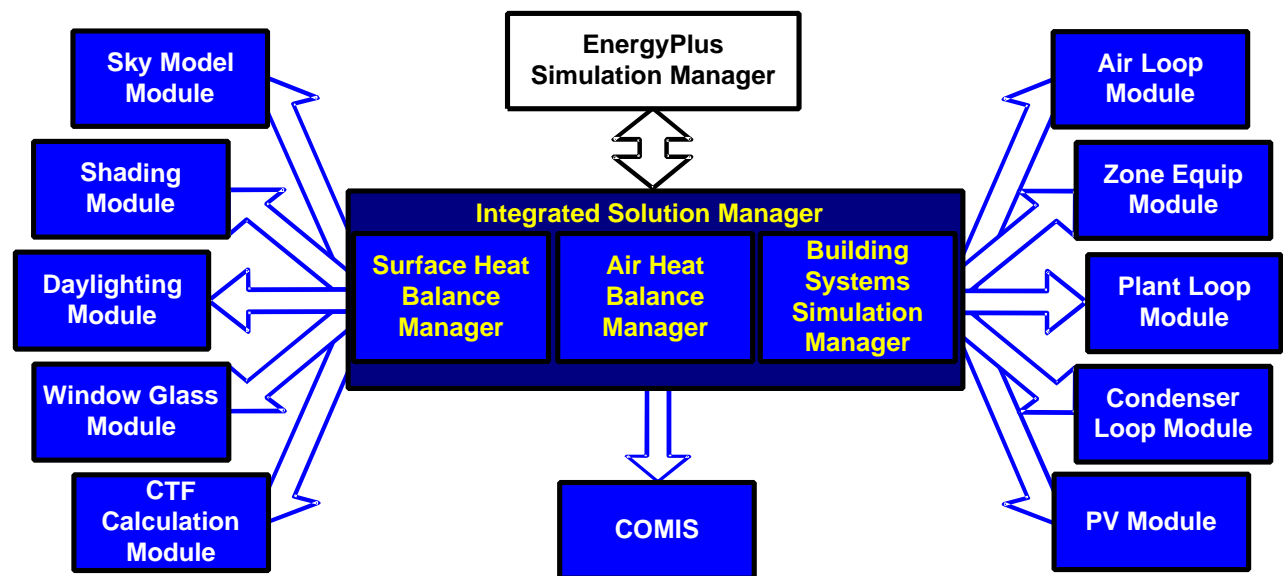 EnergyPlus
Simulation Manager
Sky Model
Module
Shading
Module
Daylighting
Module
Window Glass
Module
CTF
Calculation
Module
Integrated Solution Manager
Surface Heat
Balance
Manager
Air Heat
Balance
Manager
Building
Systems
Simulation
Manager
COMIS
Air Loop
Module
Zone Equip
Module
Plant Loop
Module
Condenser
Loop Module
PV Module